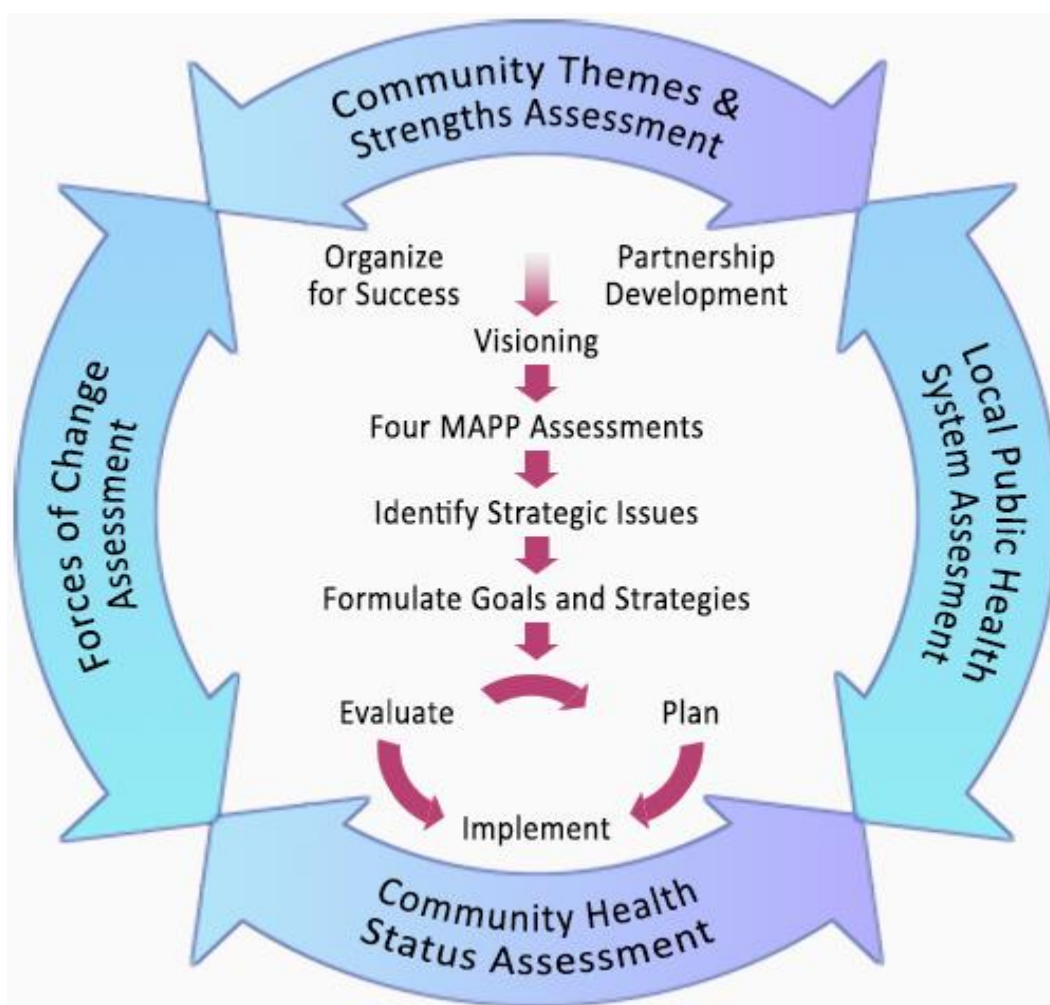 Community Themes &
Strengths Assessment
Organize
for Success
Partnership
Development
Visioning
Four MAPP Assessments
Identify Strategic Issues
Formulate Goals and Strategies
Evaluate
Plan
Implement
Forces of Change
Assessment
Local Public Health
System Assessment
Community Health
Status Assessment